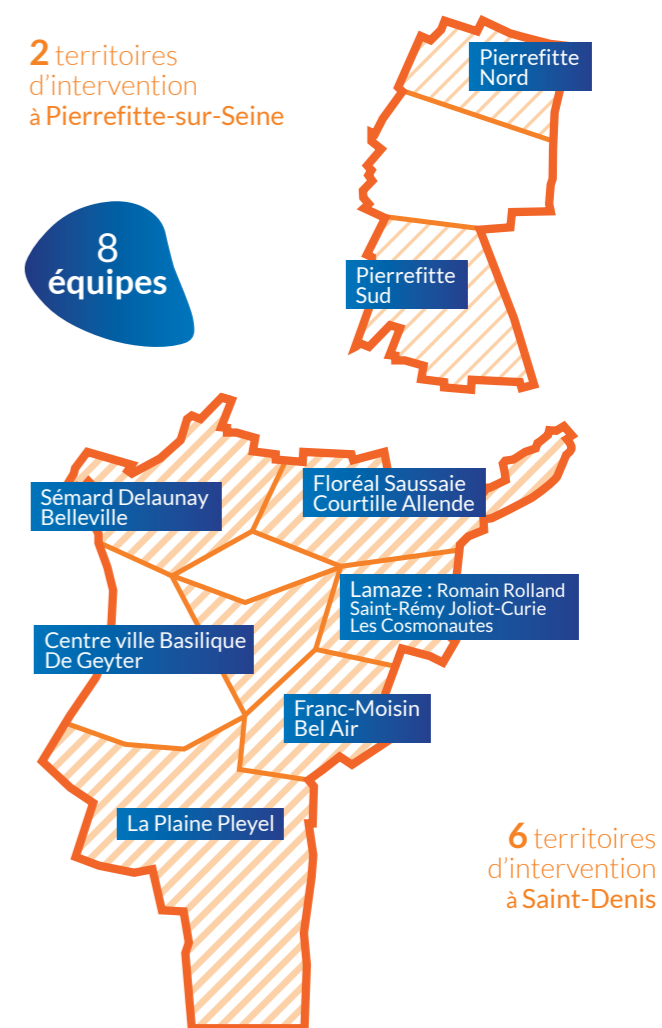 2 territoires
d'intervention
à Pierrefitte-sur-Seine
Pierrefitte
Nord
8
équipes
Pierrefitte
Sud
Sémard Delaunay
Belleville
Floréal Saussaie
Courtille Allende
Lamaze : Romain Rolland
Saint-Rémy Joliot-Curie
Les Cosmonautes
Centre ville Basilique
De Geyter
Franc-Moisin
Bel Air
La Plaine Pleyel
6 territoires
d'intervention
à Saint-Denis